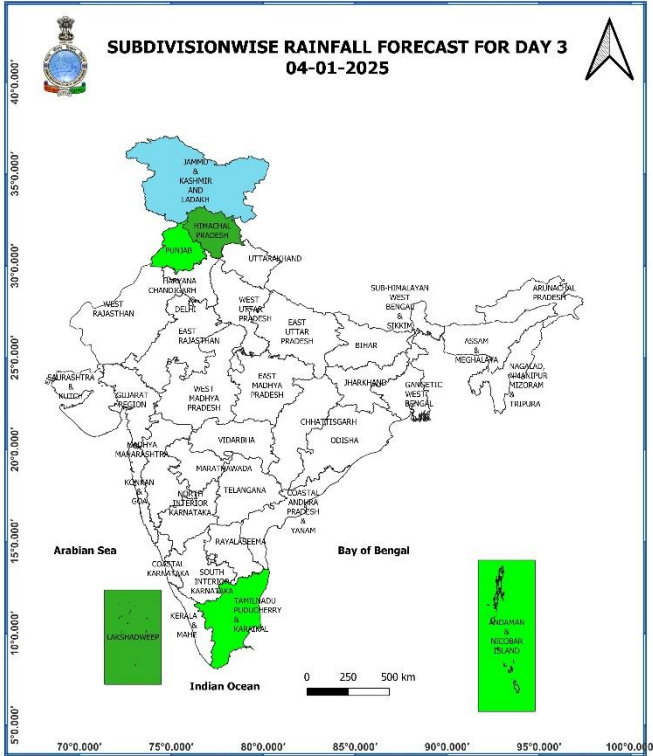 SUBDIVISIONWISE RAINFALL FORECAST FOR DAY 3
04-01-2025
40°0.000'
35°0.000'
30°0.000'
25°0.000'
20°0.000'
15°0.000'
10°0.000'
5°0.000'
JAMMU
&
KASHMIR
AND
LADAKH
HIMACHAL
PRADESH
PUNJAB
UTTARAKHAND
HARYANA
CHANDIGARH
&
DELHI
WEST
RAJASTHAN
WEST
UTTAR
PRADESH
SUB-HIMALAYAN
WEST
BENGAL
&
SIKKIM
ARUNACHAL
PRADESH
EAST
RAJASTHAN
EAST
UTTAR
PRADESH
BIHAR
ASSAM
&
MEGHALAYA
NAGALAD,
MANIPUR
MIZORAM
&
TRIPURA
SAURASHTRA
&
KUTCH
GUJARAT
REGION
WEST
MADHYA
PRADESH
EAST
MADHYA
PRADESH
JHARKHAND
GANGETIC
WEST
BENGAL
CHHATTISGARH
ODISHA
VIDARBHA
MADHYA
MAHARASHTRA
MARATHAWADA
KONKAN
&
GOA
NORTH
INTERIOR
KARNATAKA
TELANGANA
COASTAL
ANDHRA
PRADESH
&
YANAM
RAYALASEEMA
Arabian Sea
Bay of Bengal
COASTAL
KARNATAKA
SOUTH
INTERIOR
KARNATAKA
TAMILNADU
PUDUCHERRY
&
KARAIKAL
KERALA
&
MAHE
LAKSHADWEEP
ANDAMAN
&
NICOBAR
ISLAND
Indian Ocean
0 250 500 km
70°0.000' 75°0.000' 80°0.000' 85°0.000' 90°0.000' 95°0.000' 100°0.000'